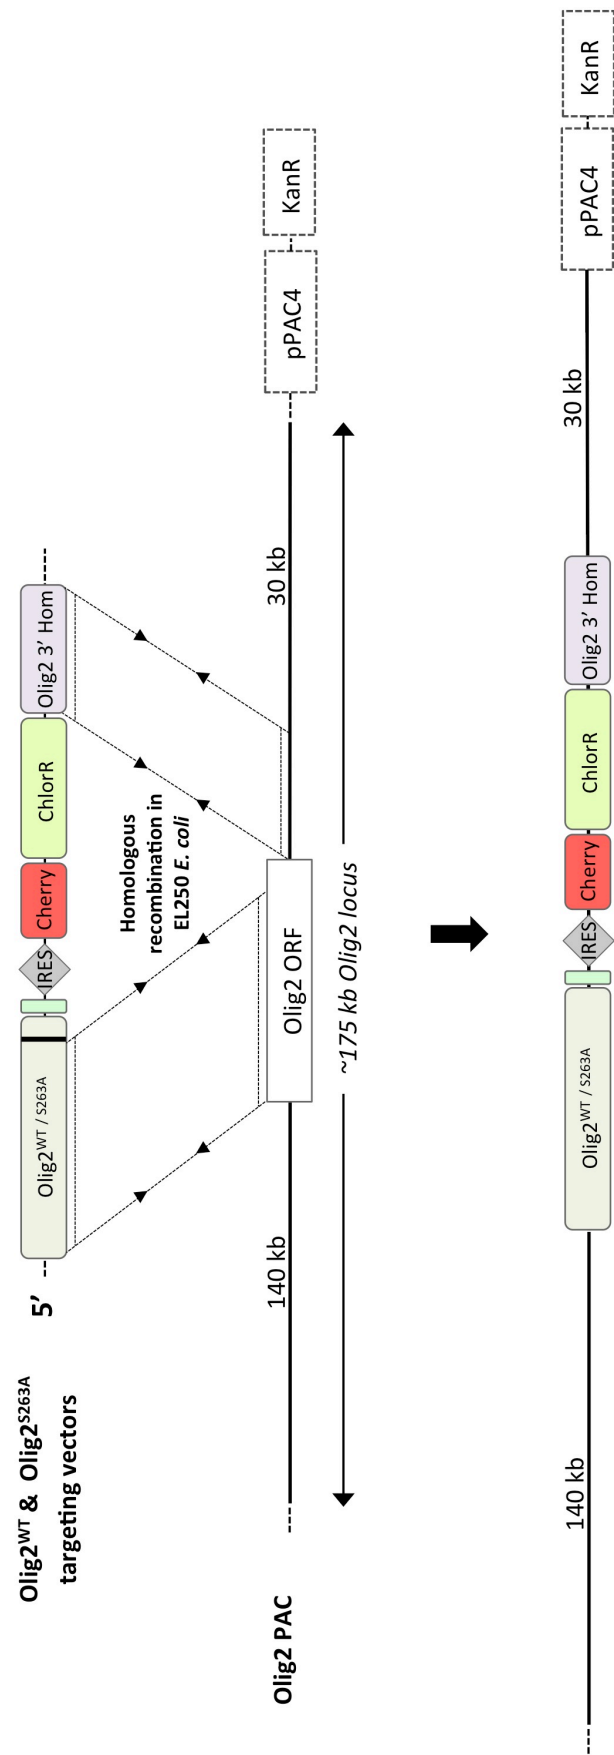 Olig2WT & Olig2S263A
targeting vectors
5’
Olig2WT / S263A
IRES
Cherry
ChlorR
Olig2 3’ Hom
Homologous
recombination in
EL250 E. coli
Olig2 PAC
140 kb
Olig2 ORF
30 kb
pPAC4
KanR
~175 kb Olig2 locus
140 kb
Olig2WT / S263A
IRES
Cherry
ChlorR
Olig2 3’ Hom
30 kb
pPAC4
KanR